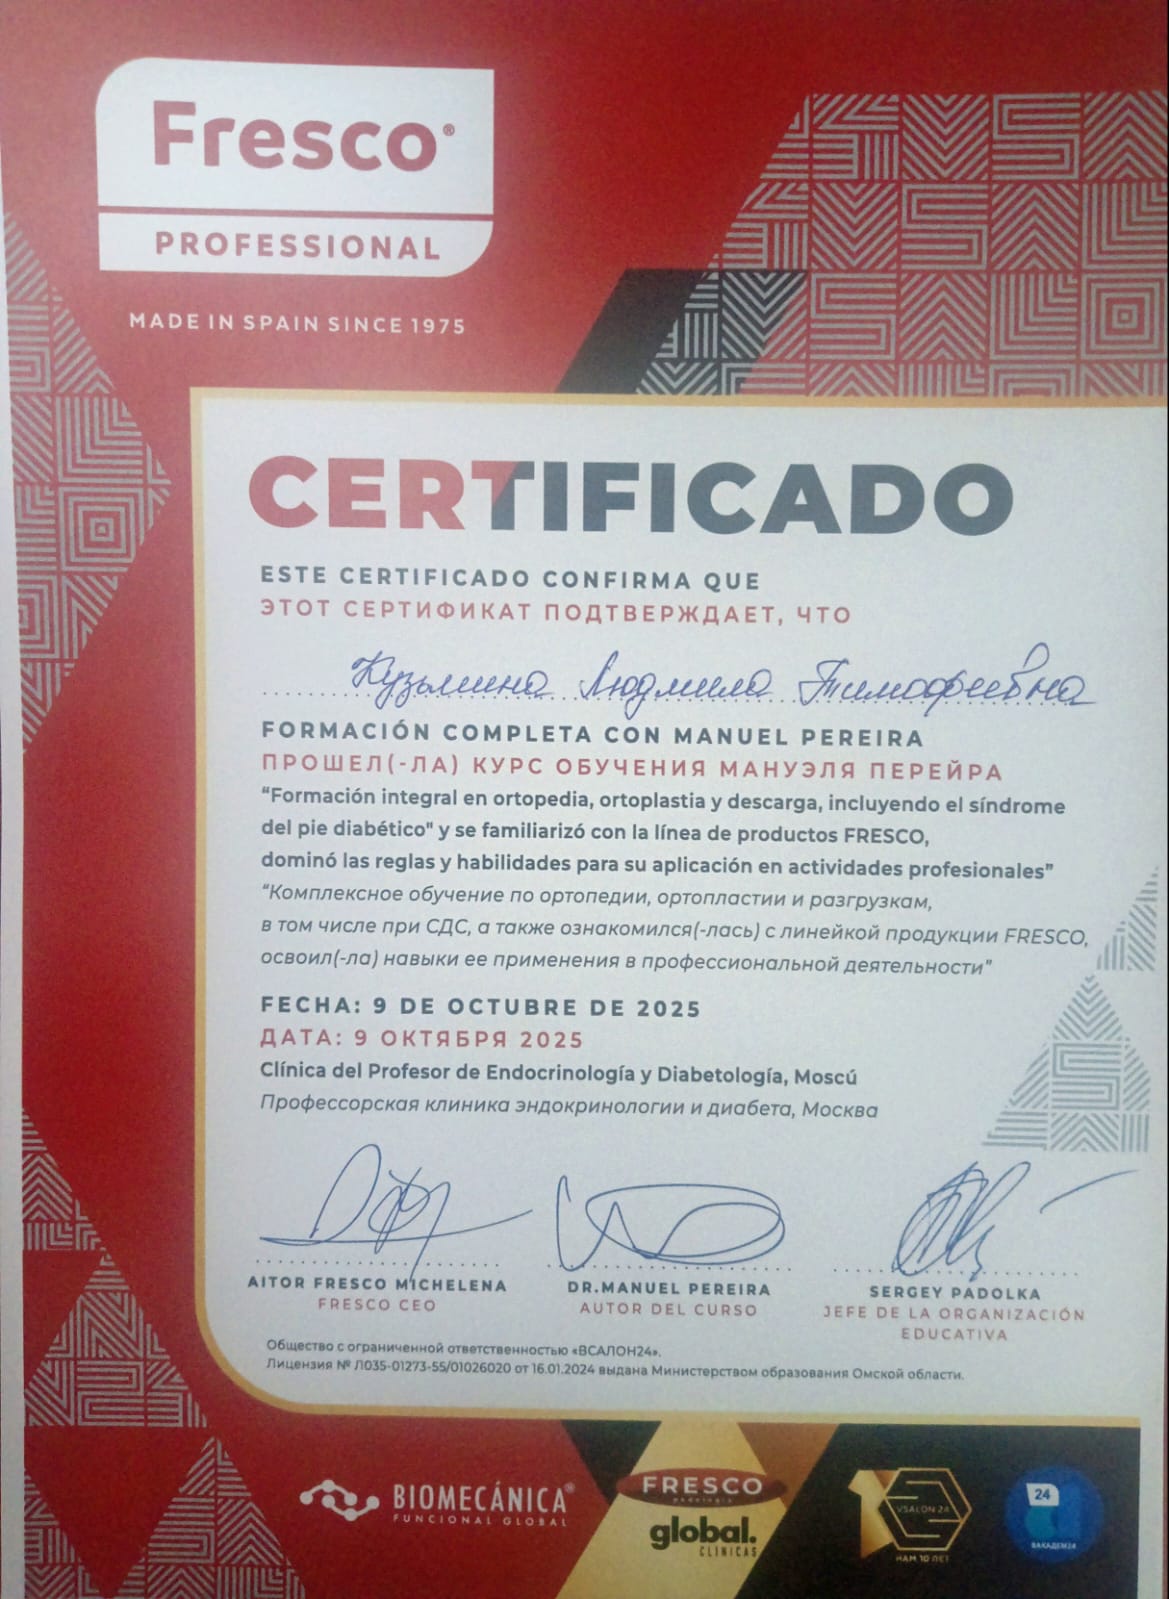 Fresco®
PROFESSIONAL
MADE IN SPAIN SINCE 1975
CERTIFICADO
ESTE CERTIFICADO CONFIRMA QUE
ЭТОТ СЕРТИФИКАТ ПОДТВЕРЖДАЕТ, ЧТО
Кузьмина Людмила Тимофеевна
FORMACIÓN COMPLETA CON MANUEL PEREIRA
ПРОШЕЛ(-ЛА) КУРС ОБУЧЕНИЯ МАНУЭЛЯ ПЕРЕЙРА
“Formación integral en ortopedia, ortoplastia y descarga, incluyendo el síndrome
del pie diabético" y se familiarizó con la línea de productos FRESCO,
dominó las reglas y habilidades para su aplicación en actividades profesionales”
“Комплексное обучение по ортопедии, ортопластии и разгрузкам,
в том числе при СДС, а также ознакомился(-лась) с линейкой продукции FRESCO,
освоил(-ла) навыки ее применения в профессиональной деятельности"
FECHA: 9 DE OCTUBRE DE 2025
ДАТА: 9 ОКТЯБРЯ 2025
Clínica del Profesor de Endocrinología y Diabetología, Moscú
Профессорская клиника эндокринологии и диабета, Москва
AITOR FRESCO MICHELENA
FRESCO CEO
DR.MANUEL PEREIRA
AUTOR DEL CURSO
SERGEY PADOLKA
JEFE DE LA ORGANIZACIÓN
EDUCATIVA
Общество с ограниченной ответственностью «ВСАЛОН24».
Лицензия № Л035-01273-55/01026020 от 16.01.2024 выдана Министерством образования Омской области.
BIOMECÁNICA®
FUNCIONAL GLOBAL
FRESCO
podología
global.
CLÍNICAS
VSALON 24
НАМ 10 ЛЕТ
24
ВАКАДЕМ24